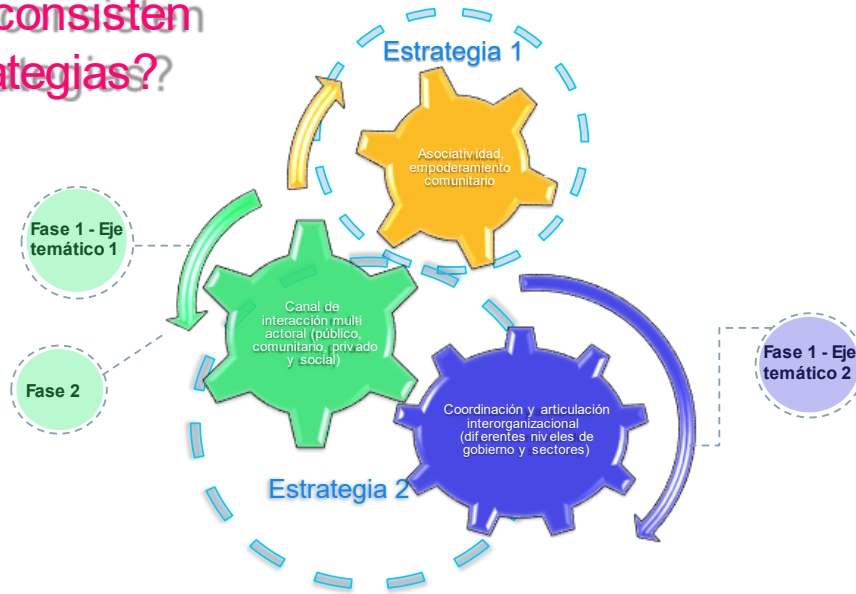 consisten
ategias?
Estrategia 1
Asociatividad,
empoderamiento
comunitario
Fase 1 - Eje
temático 1
Canal de
interacción multi
actoral (público,
comunitario, privado
y social)
Fase 2
Fase 1 - Eje
temático 2
Coordinación y articulación
interorganizacional
(diferentes niveles de
gobierno y sectores)
Estrategia 2